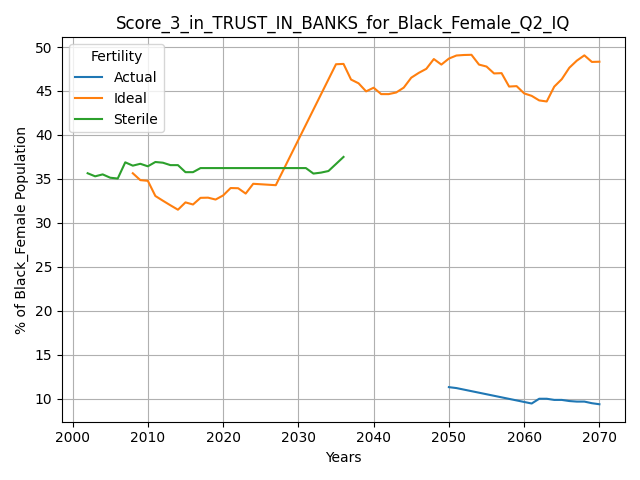 Score_3_in_TRUST_IN_BANKS_for_Black_Female_Q2_IQ
Fertility
Actual
Ideal
Sterile
% of Black_Female Population
50
45
40
35
30
25
20
15
10
2000 2010 2020 2030 2040 2050 2060 2070
Years